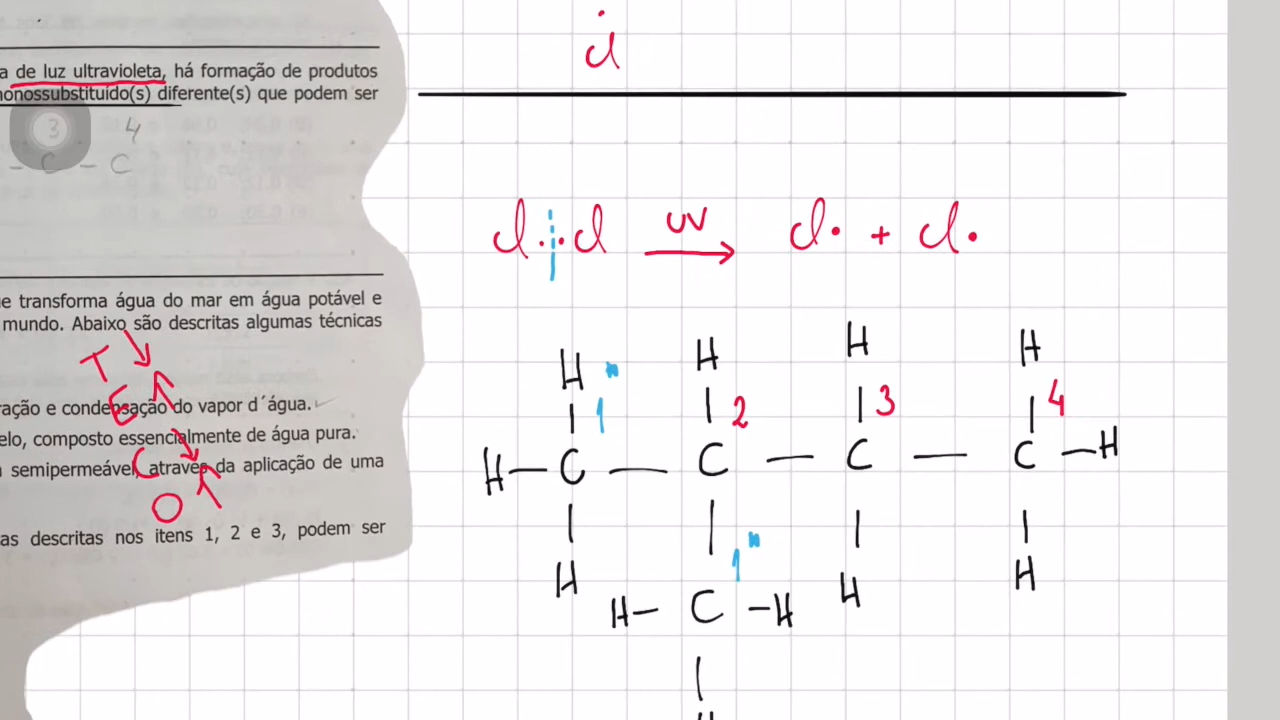 a de luz ultravioleta, há formação de produtos
monossubstituído(s) diferente(s) que podem ser
3 4
– C – C
e transforma água do mar em água potável e
mundo. Abaixo são descritas algumas técnicas
T
E
ração e condensação do vapor d´água.
elo, composto essencialmente de água pura.
C
semipermeável, através da aplicação de uma
O
as descritas nos itens 1, 2 e 3, podem ser
cl
cl · · cl UV cl· + cl·
H H H H
1 2 3 4
H – C – C – C – C – H
H H H
1
H – C – H
H